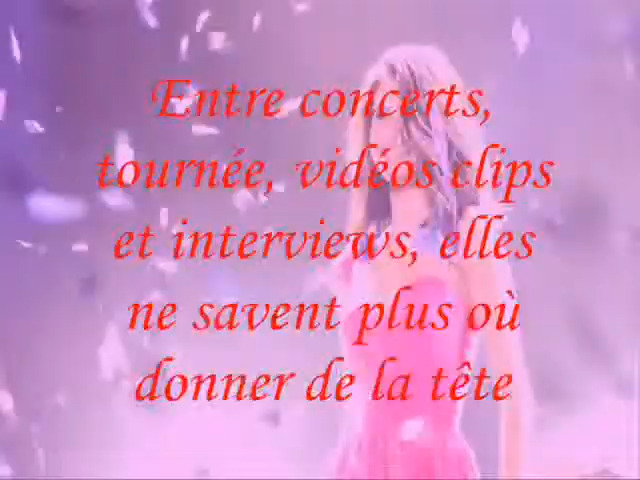 Entre concerts,
tournée, vidéos clips
et interviews, elles
ne savent plus où
donner de la tête